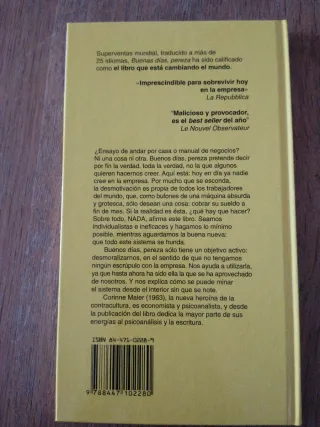 Superventas mundial, traducido a más de
25 idiomas, Buenos días, pereza ha sido calificado
como el libro que está cambiando el mundo.
«Imprescindible para sobrevivir hoy
en la empresa»
La Repubblica
"Malicioso y provocador,
es el best seller del año"
Le Nouvel Observateur
¿Ensayo de andar por casa o manual de negocios?
Ni una cosa ni otra. Buenos días, pereza pretende decir
por fin la verdad, toda la verdad, no la que algunos
quieren hacernos creer. Aquí está: hoy en día ya nadie
cree en la empresa. Por mucho que se esconda,
la desmotivación es propia de todos los trabajadores
del mundo, que, como bufones de una máquina absurda
y grotesca, sólo desean una cosa: cobrar su sueldo a
fin de mes. Si la realidad es ésta, ¿qué hay que hacer?
Sobre todo, NADA, afirma este libro. Seamos
individualistas e ineficaces y hagamos lo mínimo
posible, mientras aguardamos la buena nueva:
que todo este sistema se hunda.
Buenos días, pereza sólo tiene un objetivo activo:
desmoralizarnos, en el sentido de que no tengamos
ningún escrúpulo con la empresa. Nos ayuda a utilizarla,
ya que hasta ahora ha sido ella la que se ha aprovechado
de nosotros. Y nos explica cómo se puede minar
el sistema desde el interior sin que se note.
Corinne Maier (1963), la nueva heroína de la
contracultura, es economista y psicoanalista, y desde
la publicación del libro dedica la mayor parte de sus
energías al psicoanálisis y la escritura.
ISBN 84-471-0228-9
9 788447 102280